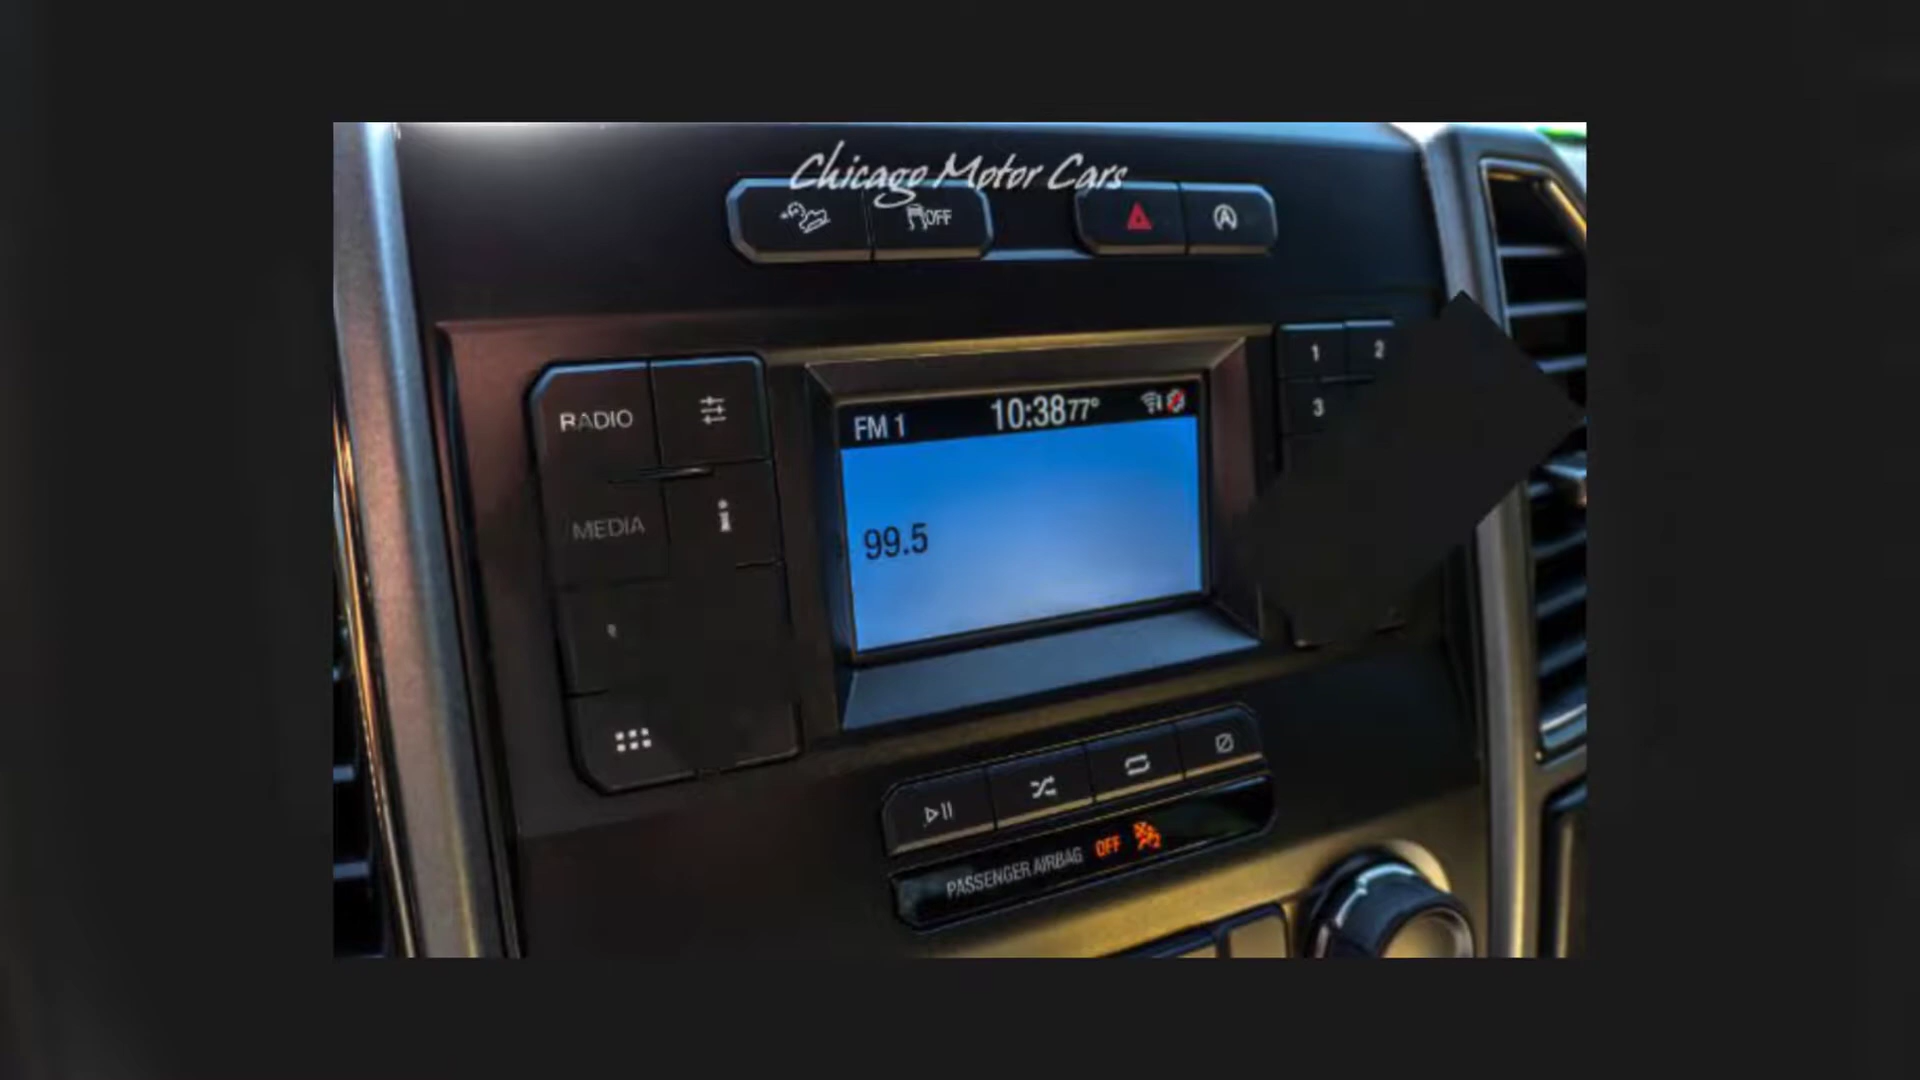 Chicago Motor Cars
OFF
1 2
RADIO
FM 1 10:38 77°
3
MEDIA
i
99.5
PASSENGER AIRBAG OFF